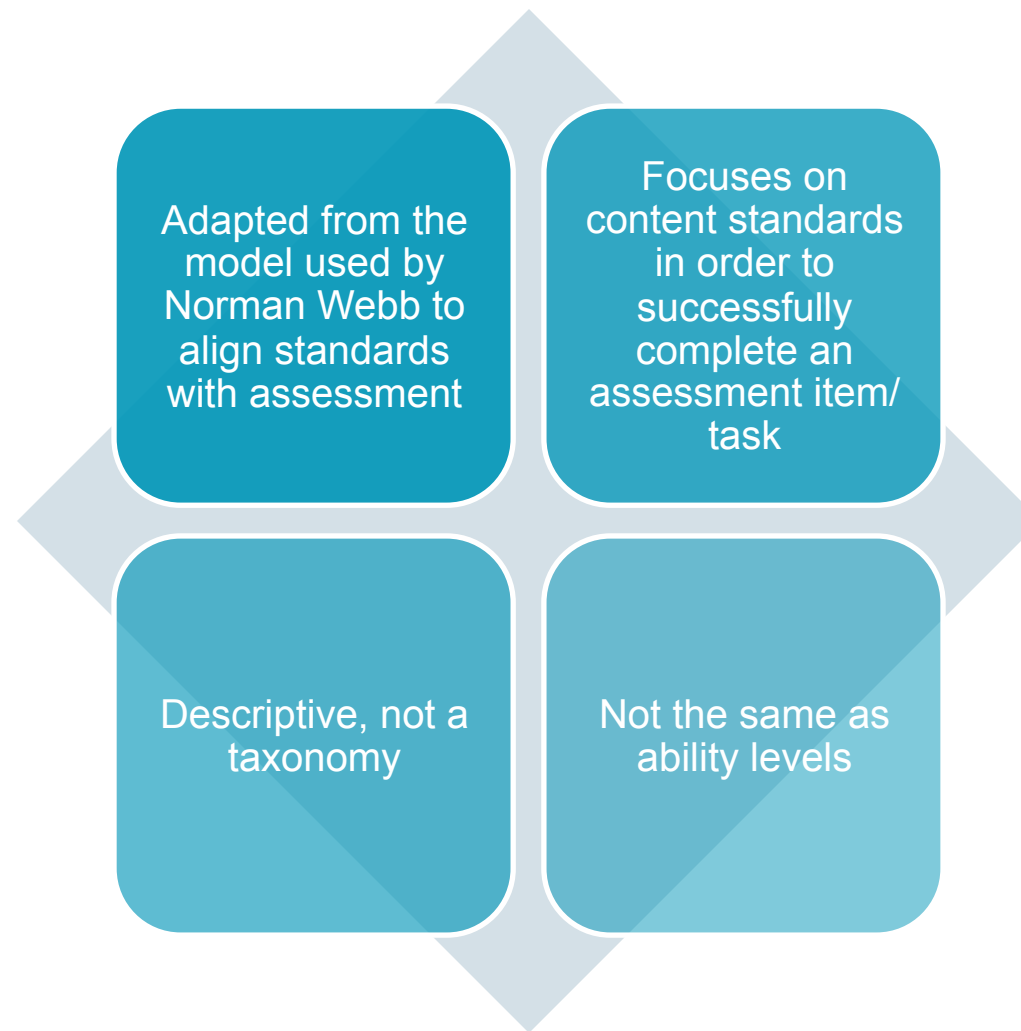 Adapted from the
model used by
Norman Webb to
align standards
with assessment
Focuses on
content standards
in order to
successfully
complete an
assessment item/
task
Descriptive, not a
taxonomy
Not the same as
ability levels